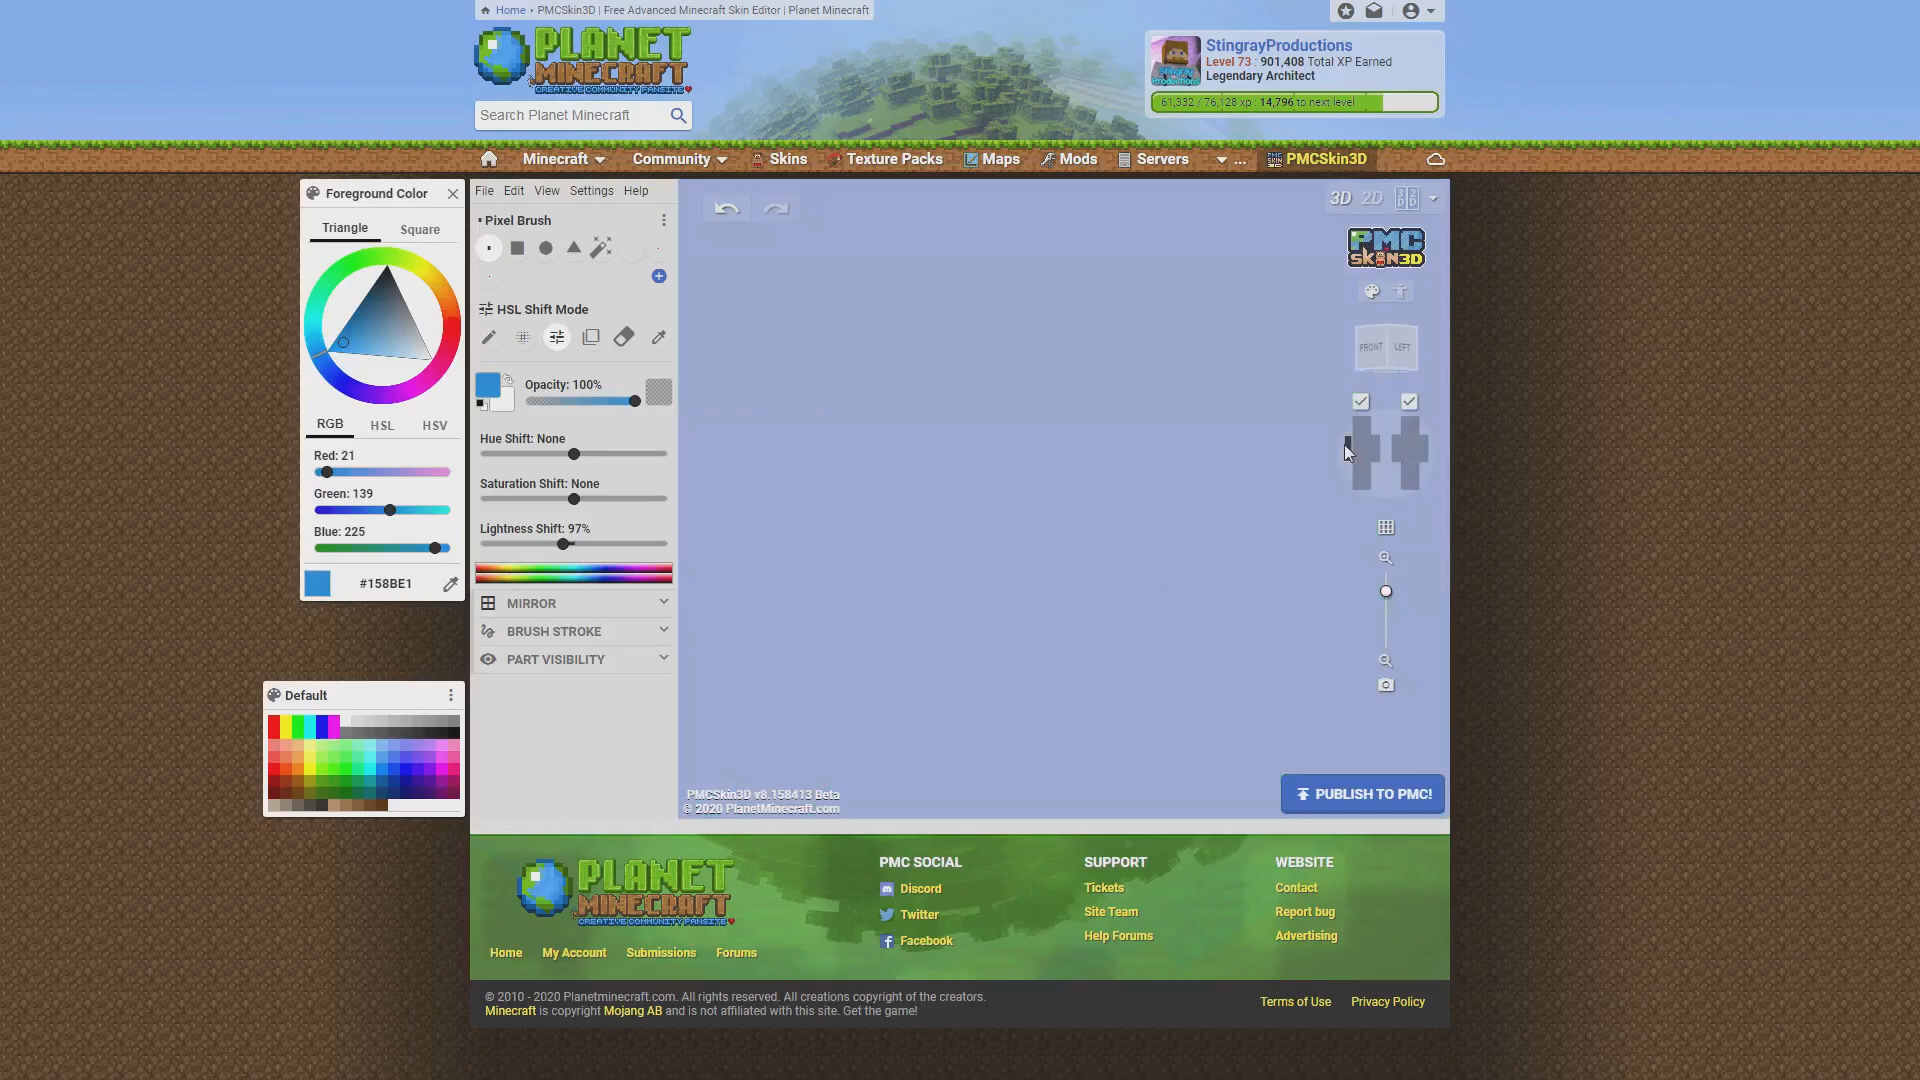 Home • PMCSkin3D | Free Advanced Minecraft Skin Editor | Planet Minecraft
PLANET
MINECRAFT
CREATIVE COMMUNITY FANSITE
Search Planet Minecraft
StingrayProductions
Level 73 : 901,408 Total XP Earned
Legendary Architect
61,332 / 76,128 xp : 14,796 to next level
Stingray
Productions
Minecraft Community Skins Texture Packs Maps Mods Servers ... PMCSkin3D
Foreground Color
Triangle Square
RGB HSL HSV
Red: 21
Green: 139
Blue: 225
#158BE1
Default
File Edit View Settings Help
Pixel Brush
HSL Shift Mode
Opacity: 100%
Hue Shift: None
Saturation Shift: None
Lightness Shift: 97%
MIRROR
BRUSH STROKE
PART VISIBILITY
3D 2D
PMC
SKIN3D
FRONT LEFT
PMCSkin3D v8.158413 Beta
© 2020 PlanetMinecraft.com
PUBLISH TO PMC!
PLANET
MINECRAFT
CREATIVE COMMUNITY FANSITE
Home My Account Submissions Forums
PMC SOCIAL
Discord
Twitter
Facebook
SUPPORT
Tickets
Site Team
Help Forums
WEBSITE
Contact
Report bug
Advertising
© 2010 - 2020 Planetminecraft.com. All rights reserved. All creations copyright of the creators.
Minecraft is copyright Mojang AB and is not affiliated with this site. Get the game!
Terms of Use Privacy Policy